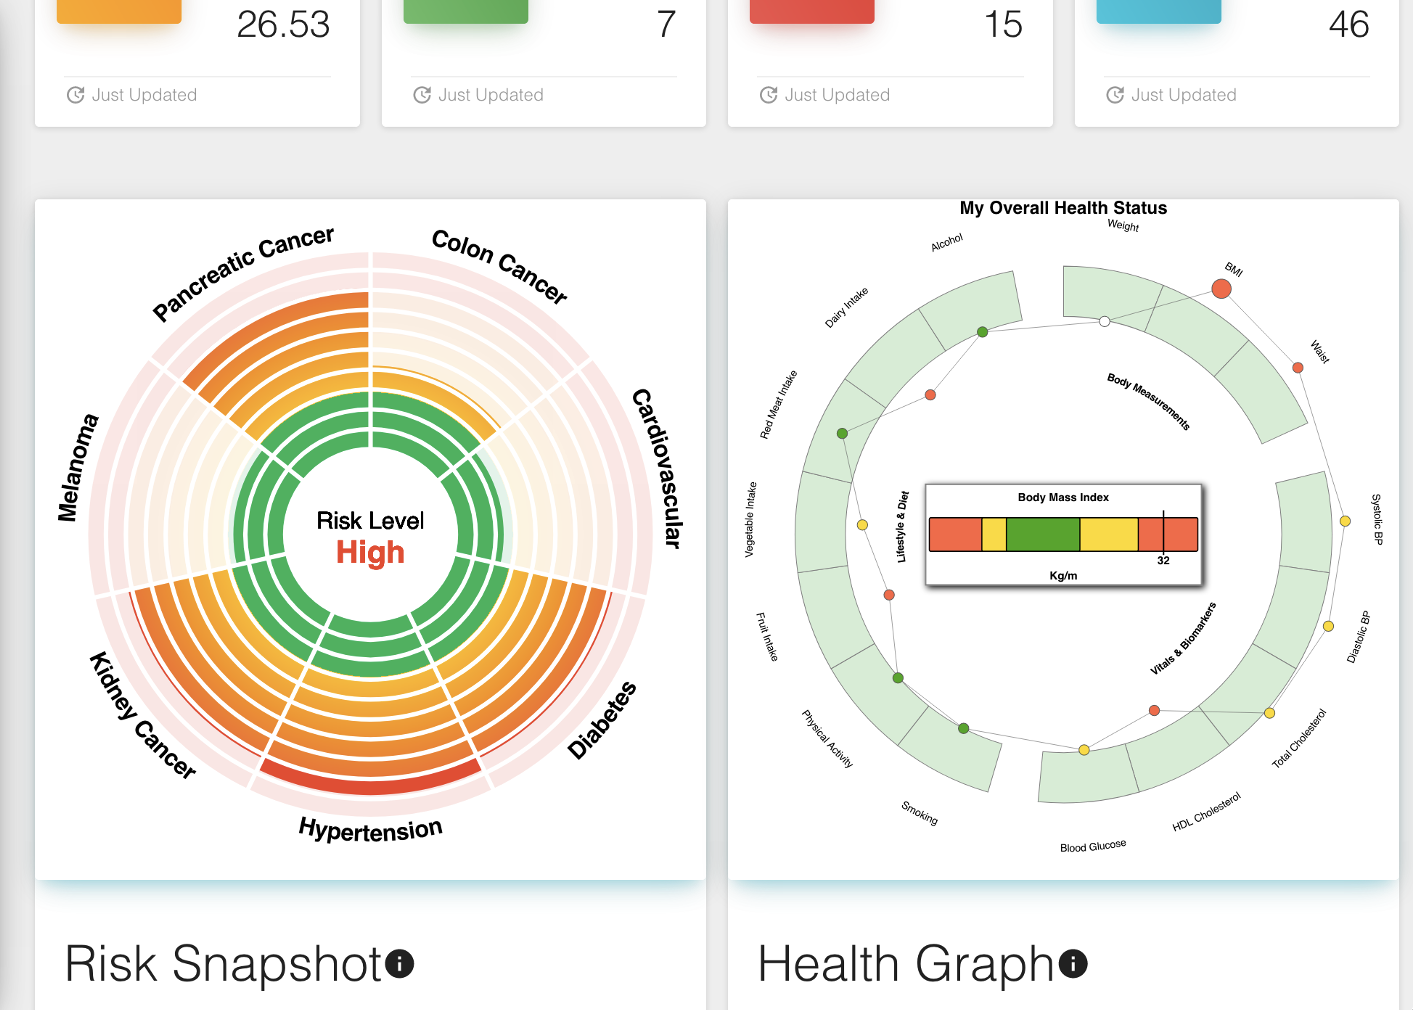 26.53
7
15
46
Just Updated
Just Updated
Just Updated
Just Updated
Pancreatic Cancer
Colon Cancer
Cardiovascular
Diabetes
Hypertension
Kidney Cancer
Melanoma
Risk Level
High
My Overall Health Status
Weight
BMI
Waist
Systolic BP
Diastolic BP
Total Cholesterol
HDL Cholesterol
Blood Glucose
Smoking
Physical Activity
Fruit Intake
Vegetable Intake
Red Meat Intake
Dairy Intake
Alcohol
Body Measurements
Vitals & Biomarkers
Lifestyle & Diet
Body Mass Index
32
Kg/m
Risk Snapshot
Health Graph